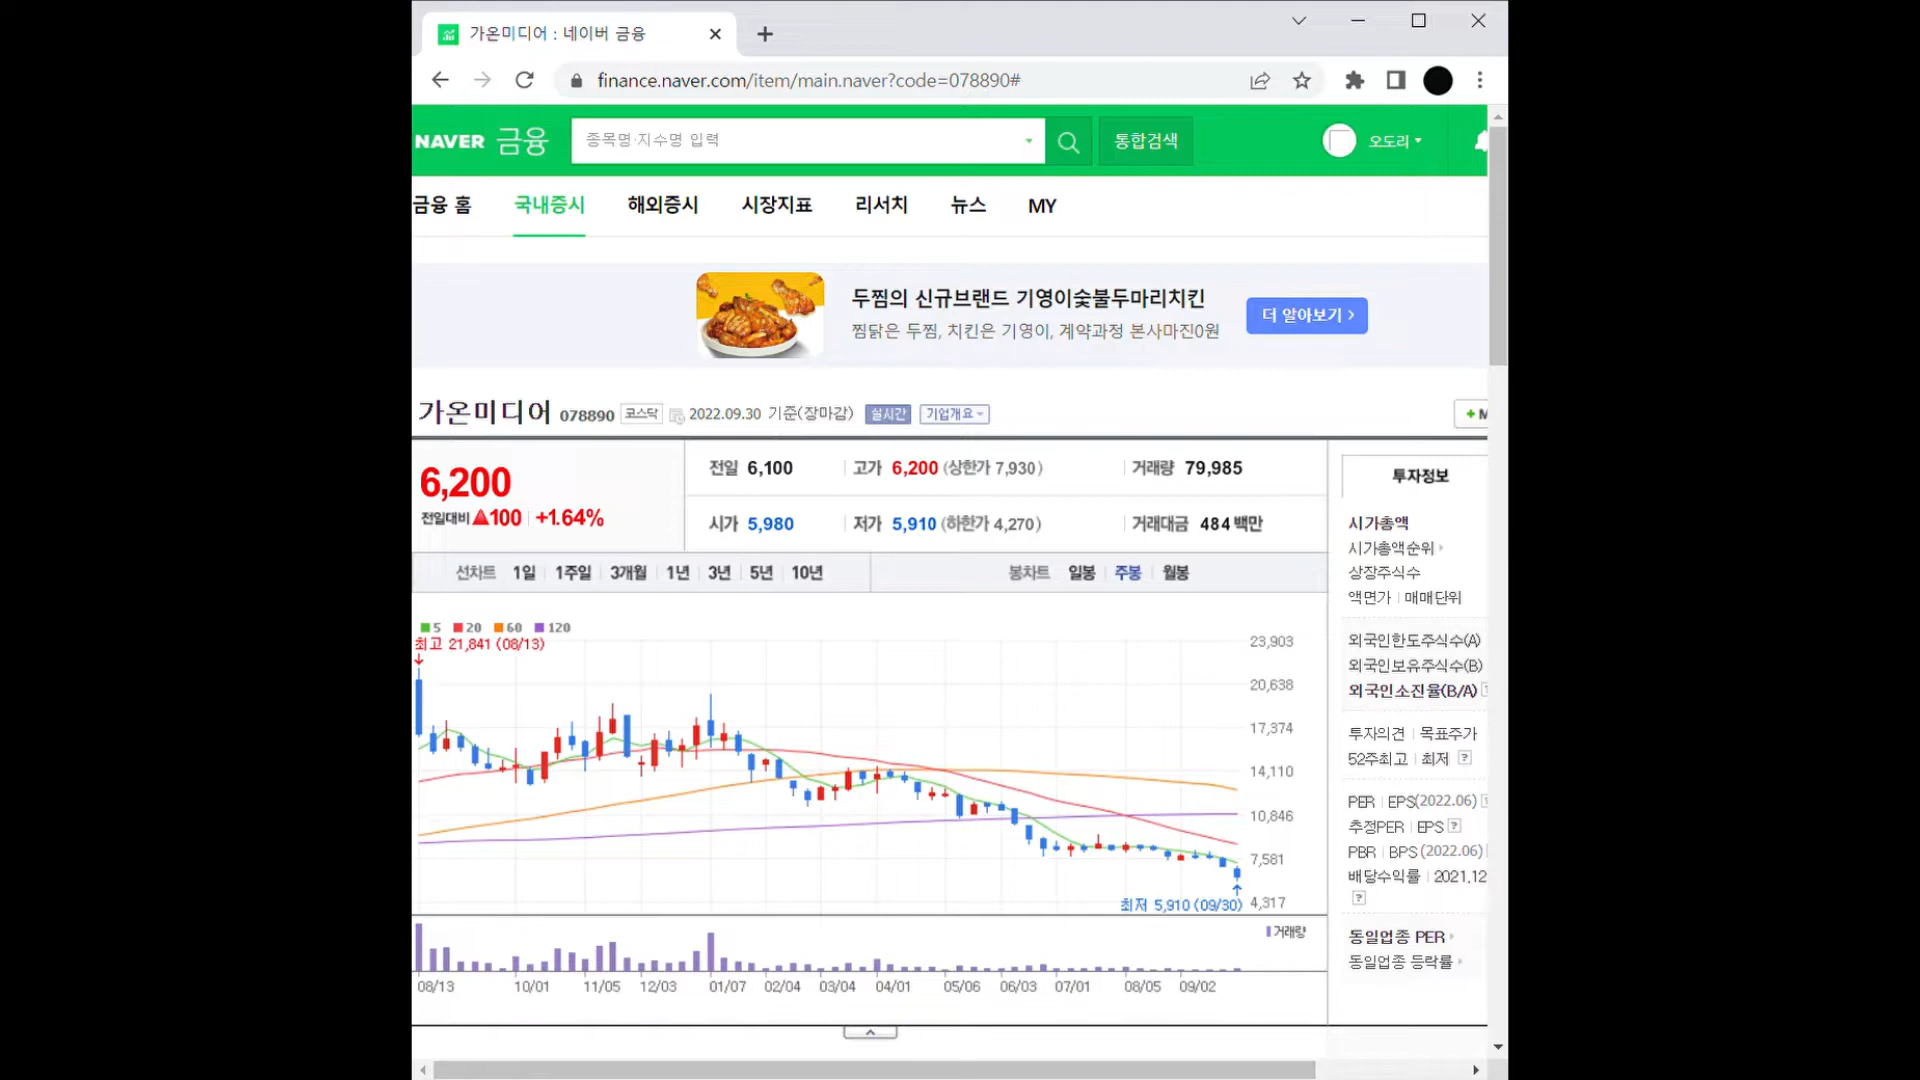 가온미디어 : 네이버 금융
finance.naver.com/item/main.naver?code=078890#
NAVER 금융
종목명·지수명 입력
통합검색
오도리
금융 홈 국내증시 해외증시 시장지표 리서치 뉴스 MY
두찜의 신규브랜드 기영이숯불두마리치킨
찜닭은 두찜, 치킨은 기영이, 계약과정 본사마진0원
더 알아보기 >
가온미디어 078890 코스닥 2022.09.30 기준(장마감) 실시간 기업개요
+ M
6,200
전일대비 ▲100 +1.64%
전일 6,100 고가 6,200 (상한가 7,930) 거래량 79,985
시가 5,980 저가 5,910 (하한가 4,270) 거래대금 484 백만
선차트 1일 1주일 3개월 1년 3년 5년 10년 봉차트 일봉 주봉 월봉
5 20 60 120
최고 21,841 (08/13)
23,903
20,638
17,374
14,110
10,846
7,581
4,317
최저 5,910 (09/30)
거래량
08/13 10/01 11/05 12/03 01/07 02/04 03/04 04/01 05/06 06/03 07/01 08/05 09/02
투자정보
시가총액
시가총액순위
상장주식수
액면가 | 매매단위
외국인한도주식수(A)
외국인보유주식수(B)
외국인소진율(B/A)
투자의견 | 목표주가
52주최고 | 최저 ?
PER | EPS(2022.06)
추정PER | EPS ?
PBR | BPS (2022.06)
배당수익률 | 2021.12
?
동일업종 PER
동일업종 등락률